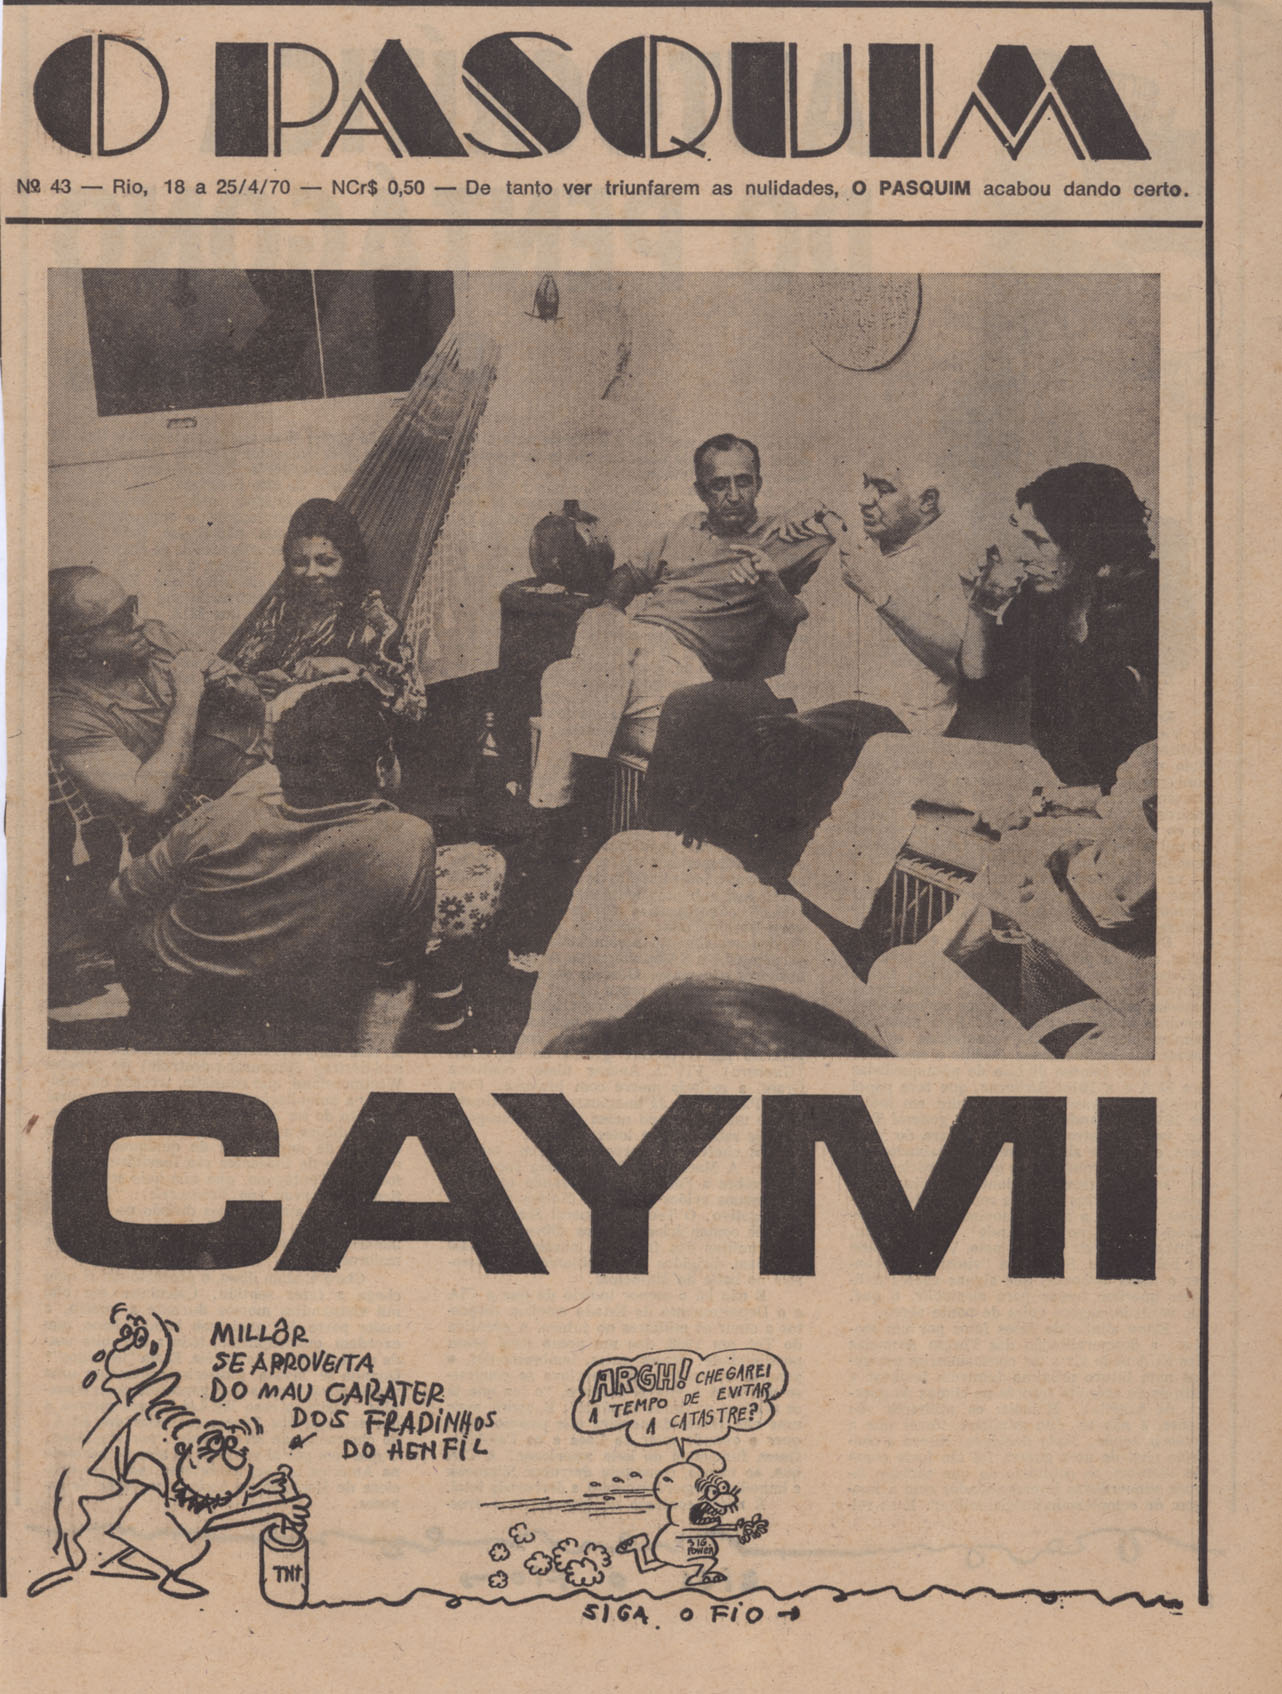 O PASQUIM
Nº 43 — Rio, 18 a 25/4/70 — NCr$ 0,50 — De tanto ver triunfarem as nulidades, O PASQUIM acabou dando certo.
CAYMI
MILLÔR
SE APROVEITA
DO MAU CARATER
DOS FRADINHOS
DO HENFIL
ARGH! CHEGAREI
A TEMPO DE EVITAR
A CATASTRE?
SIG
POWER
TNT
SIGA O FIO →